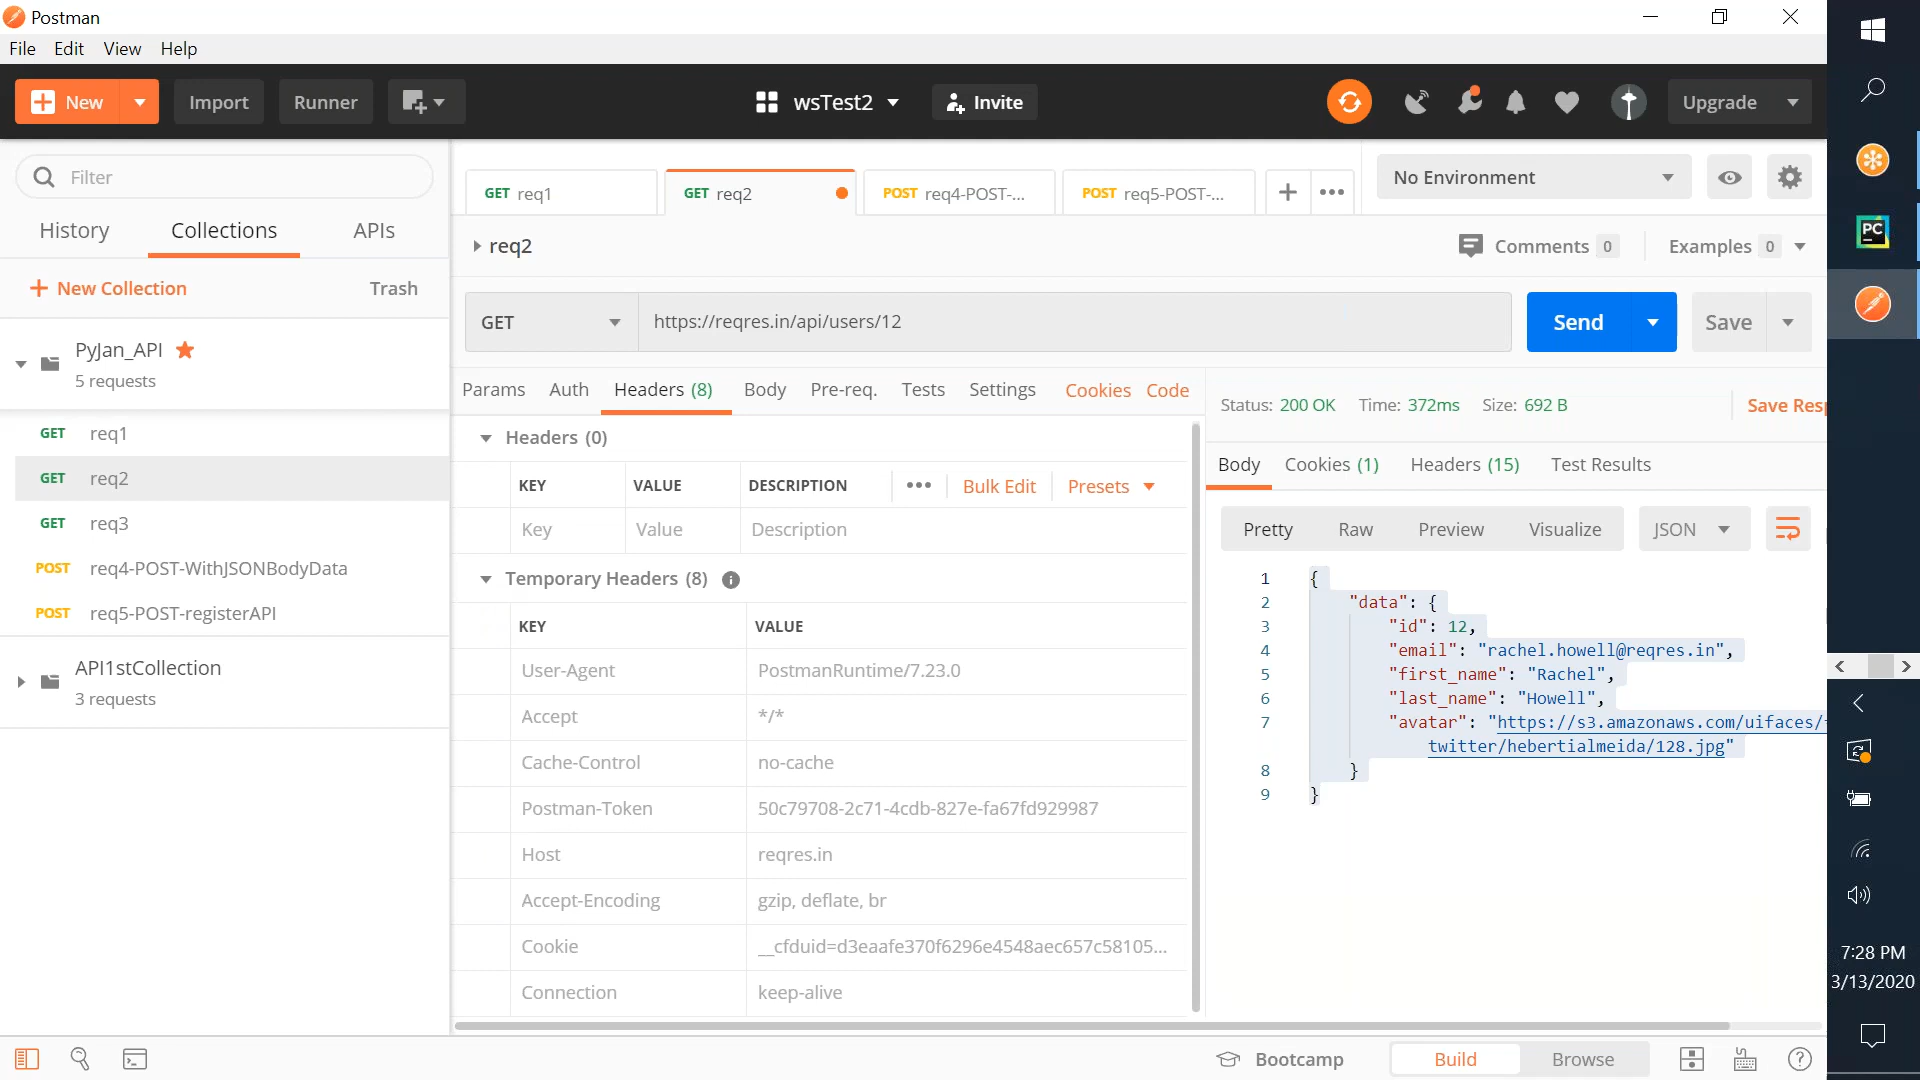 Postman
File Edit View Help
New Import Runner wsTest2 Invite Upgrade
Filter
History Collections APIs
New Collection Trash
PyJan_API
5 requests
GET req1
GET req2
GET req3
POST req4-POST-WithJSONBodyData
POST req5-POST-registerAPI
API1stCollection
3 requests
GET req1 GET req2 POST req4-POST-... POST req5-POST-... No Environment
req2 Comments 0 Examples 0
GET https://reqres.in/api/users/12 Send Save
Params Auth Headers (8) Body Pre-req. Tests Settings Cookies Code
Headers (0)
KEY VALUE DESCRIPTION Bulk Edit Presets
Key Value Description
Temporary Headers (8)
KEY VALUE
User-Agent PostmanRuntime/7.23.0
Accept */*
Cache-Control no-cache
Postman-Token 50c79708-2c71-4cdb-827e-fa67fd929987
Host reqres.in
Accept-Encoding gzip, deflate, br
Cookie __cfduid=d3eaafe370f6296e4548aec657c58105...
Connection keep-alive
Status: 200 OK Time: 372ms Size: 692 B Save Resp
Body Cookies (1) Headers (15) Test Results
Pretty Raw Preview Visualize JSON
1 {
2 "data": {
3 "id": 12,
4 "email": "rachel.howell@reqres.in",
5 "first_name": "Rachel",
6 "last_name": "Howell",
7 "avatar": "https://s3.amazonaws.com/uifaces/
twitter/hebertialmeida/128.jpg"
8 }
9 }
Bootcamp Build Browse
PC
7:28 PM
3/13/2020